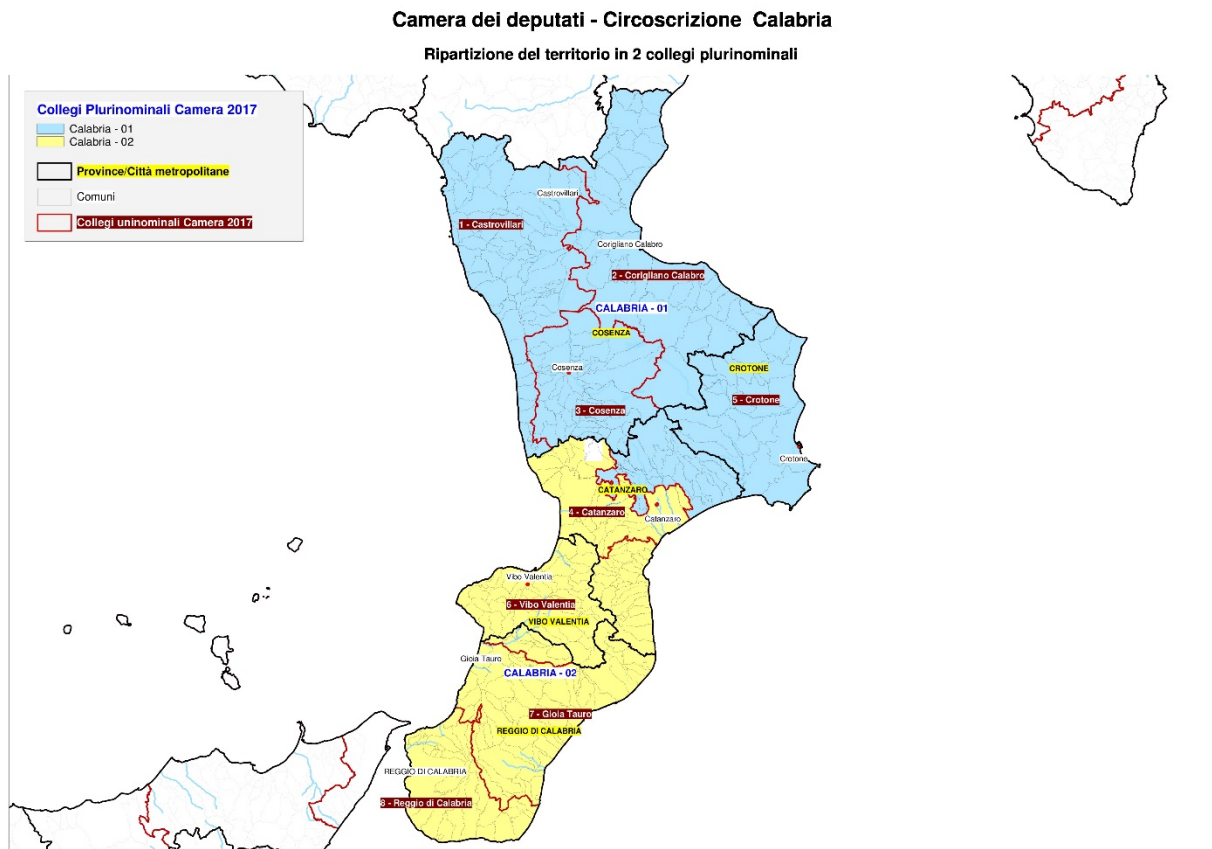 Camera dei deputati - Circoscrizione Calabria
Ripartizione del territorio in 2 collegi plurinominali
Collegi Plurinominali Camera 2017
Calabria - 01
Calabria - 02
Province/Città metropolitane
Comuni
Collegi uninominali Camera 2017
Castrovillari
1 - Castrovillari
Corigliano Calabro
2 - Corigliano Calabro
CALABRIA - 01
COSENZA
Cosenza
CROTONE
5 - Crotone
3 - Cosenza
Crotone
CATANZARO
4 - Catanzaro
Catanzaro
Vibo Valentia
6 - Vibo Valentia
VIBO VALENTIA
Gioia Tauro
CALABRIA - 02
7 - Gioia Tauro
REGGIO DI CALABRIA
REGGIO DI CALABRIA
8 - Reggio di Calabria